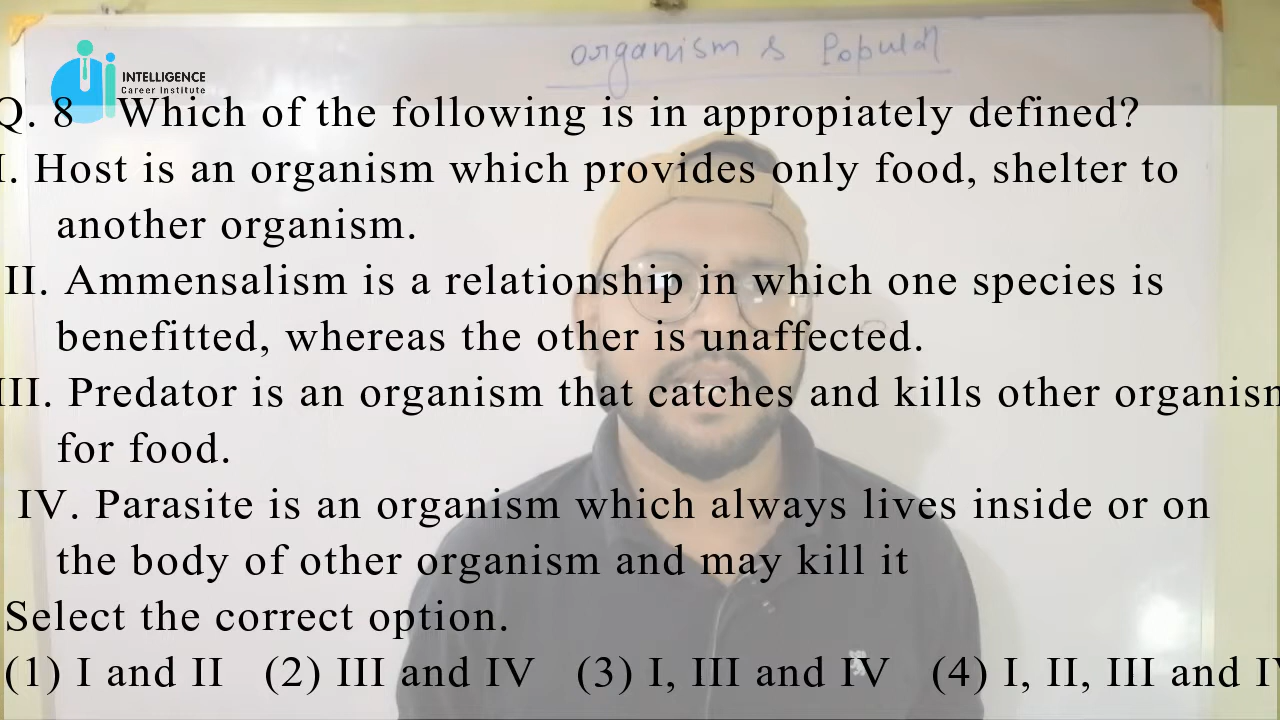 organism & Populn
INTELLIGENCE
Career Institute
Q. 8 Which of the following is in appropiately defined?
I. Host is an organism which provides only food, shelter to
another organism.
II. Ammensalism is a relationship in which one species is
benefitted, whereas the other is unaffected.
III. Predator is an organism that catches and kills other organism
for food.
IV. Parasite is an organism which always lives inside or on
the body of other organism and may kill it
Select the correct option.
(1) I and II (2) III and IV (3) I, III and IV (4) I, II, III and IV